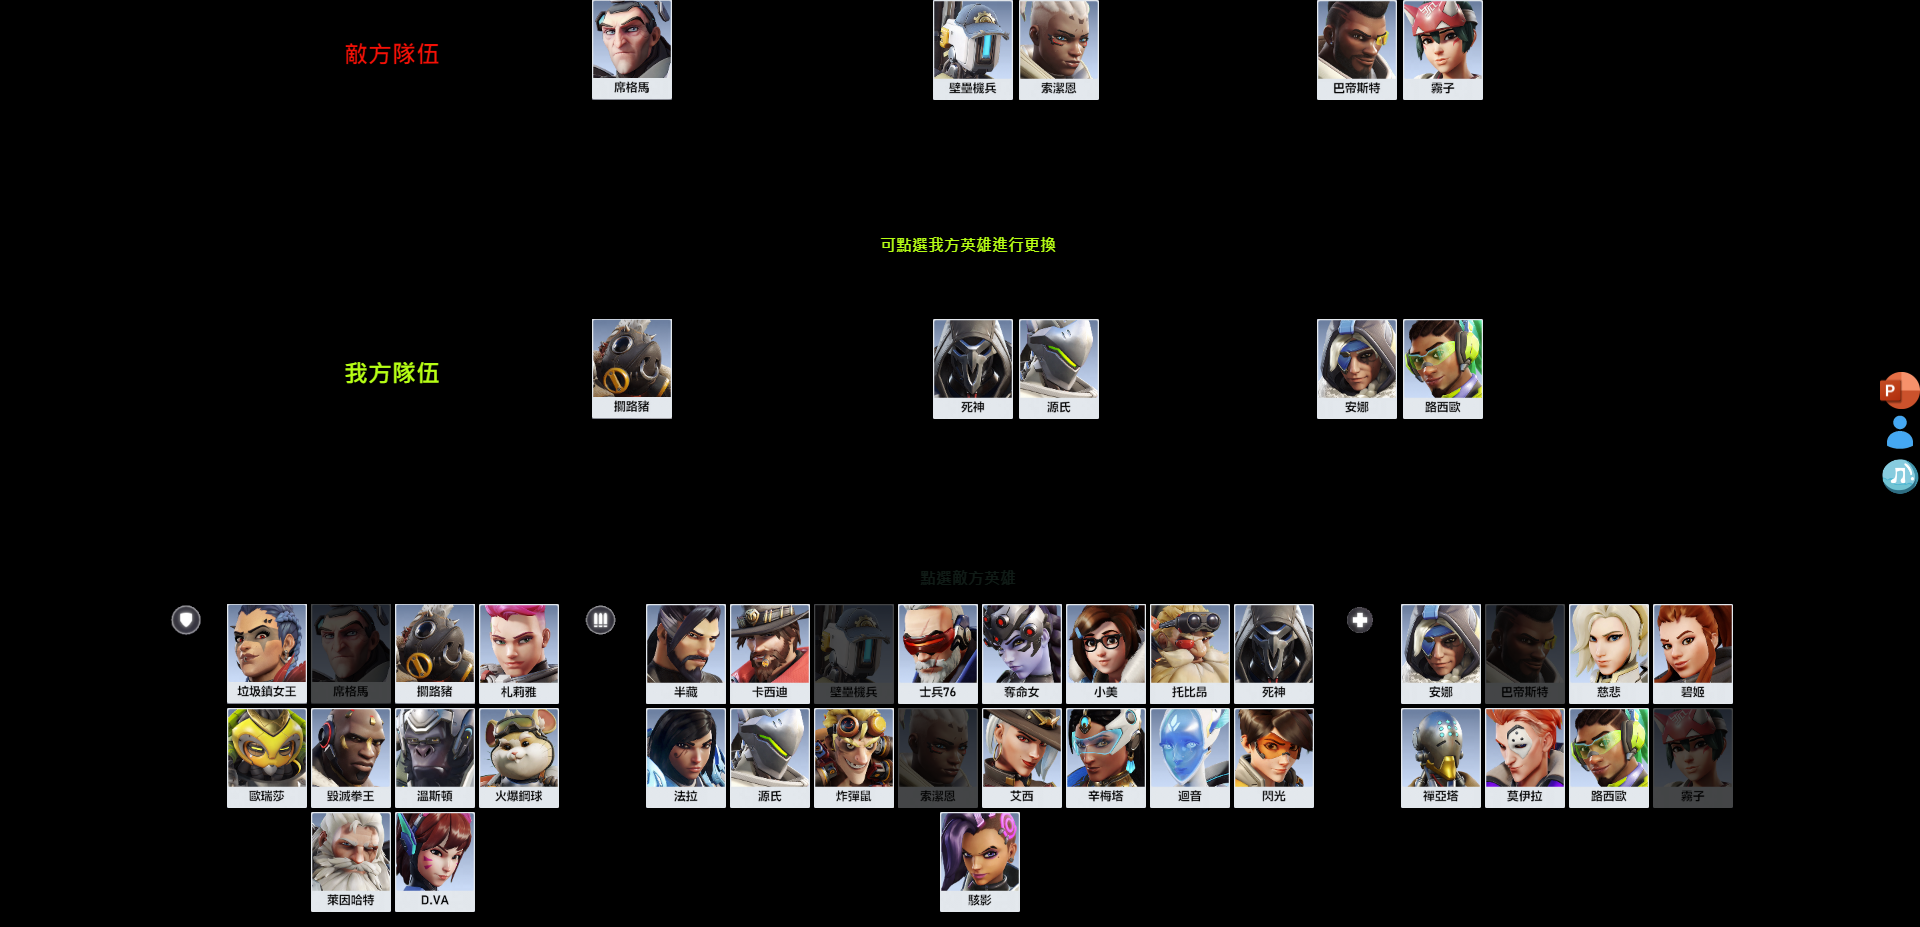 敵方隊伍
席格馬
壁壘機兵
索潔恩
巴帝斯特
霧子
可點選我方英雄進行更換
我方隊伍
攔路豬
死神
源氏
安娜
路西歐
P
點選敵方英雄
垃圾鎮女王
席格馬
攔路豬
札莉雅
半藏
卡西迪
壁壘機兵
士兵76
奪命女
小美
托比昂
死神
安娜
巴帝斯特
慈悲
碧姬
歐瑞莎
毀滅拳王
溫斯頓
火爆鋼球
法拉
源氏
炸彈鼠
索潔恩
艾西
辛梅塔
迴音
閃光
禪亞塔
莫伊拉
路西歐
霧子
萊因哈特
D.VA
駭影